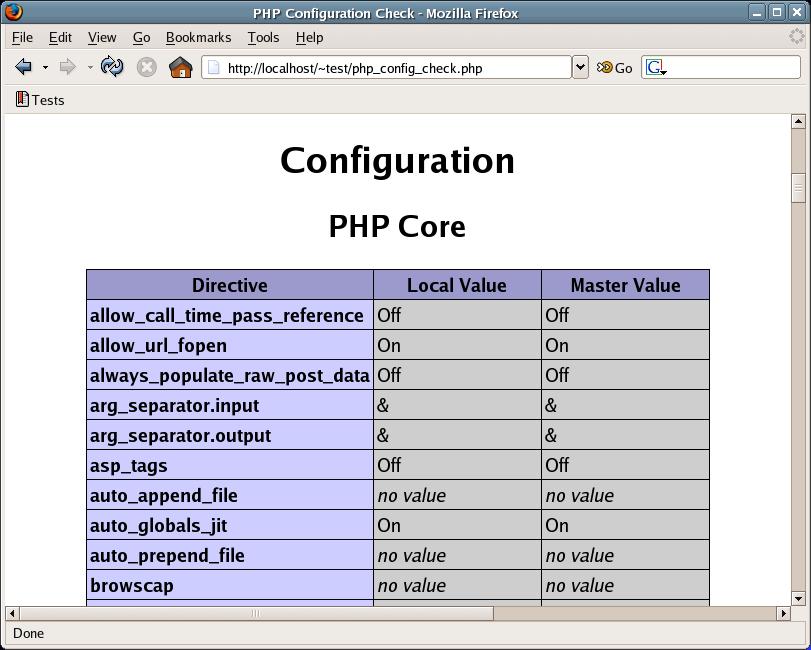 PHP Configuration Check - Mozilla Firefox
File Edit View Go Bookmarks Tools Help
http://localhost/~test/php_config_check.php Go G
Tests
Configuration
PHP Core
Directive Local Value Master Value
allow_call_time_pass_reference Off Off
allow_url_fopen On On
always_populate_raw_post_data Off Off
arg_separator.input & &
arg_separator.output & &
asp_tags Off Off
auto_append_file no value no value
auto_globals_jit On On
auto_prepend_file no value no value
browscap no value no value
Done